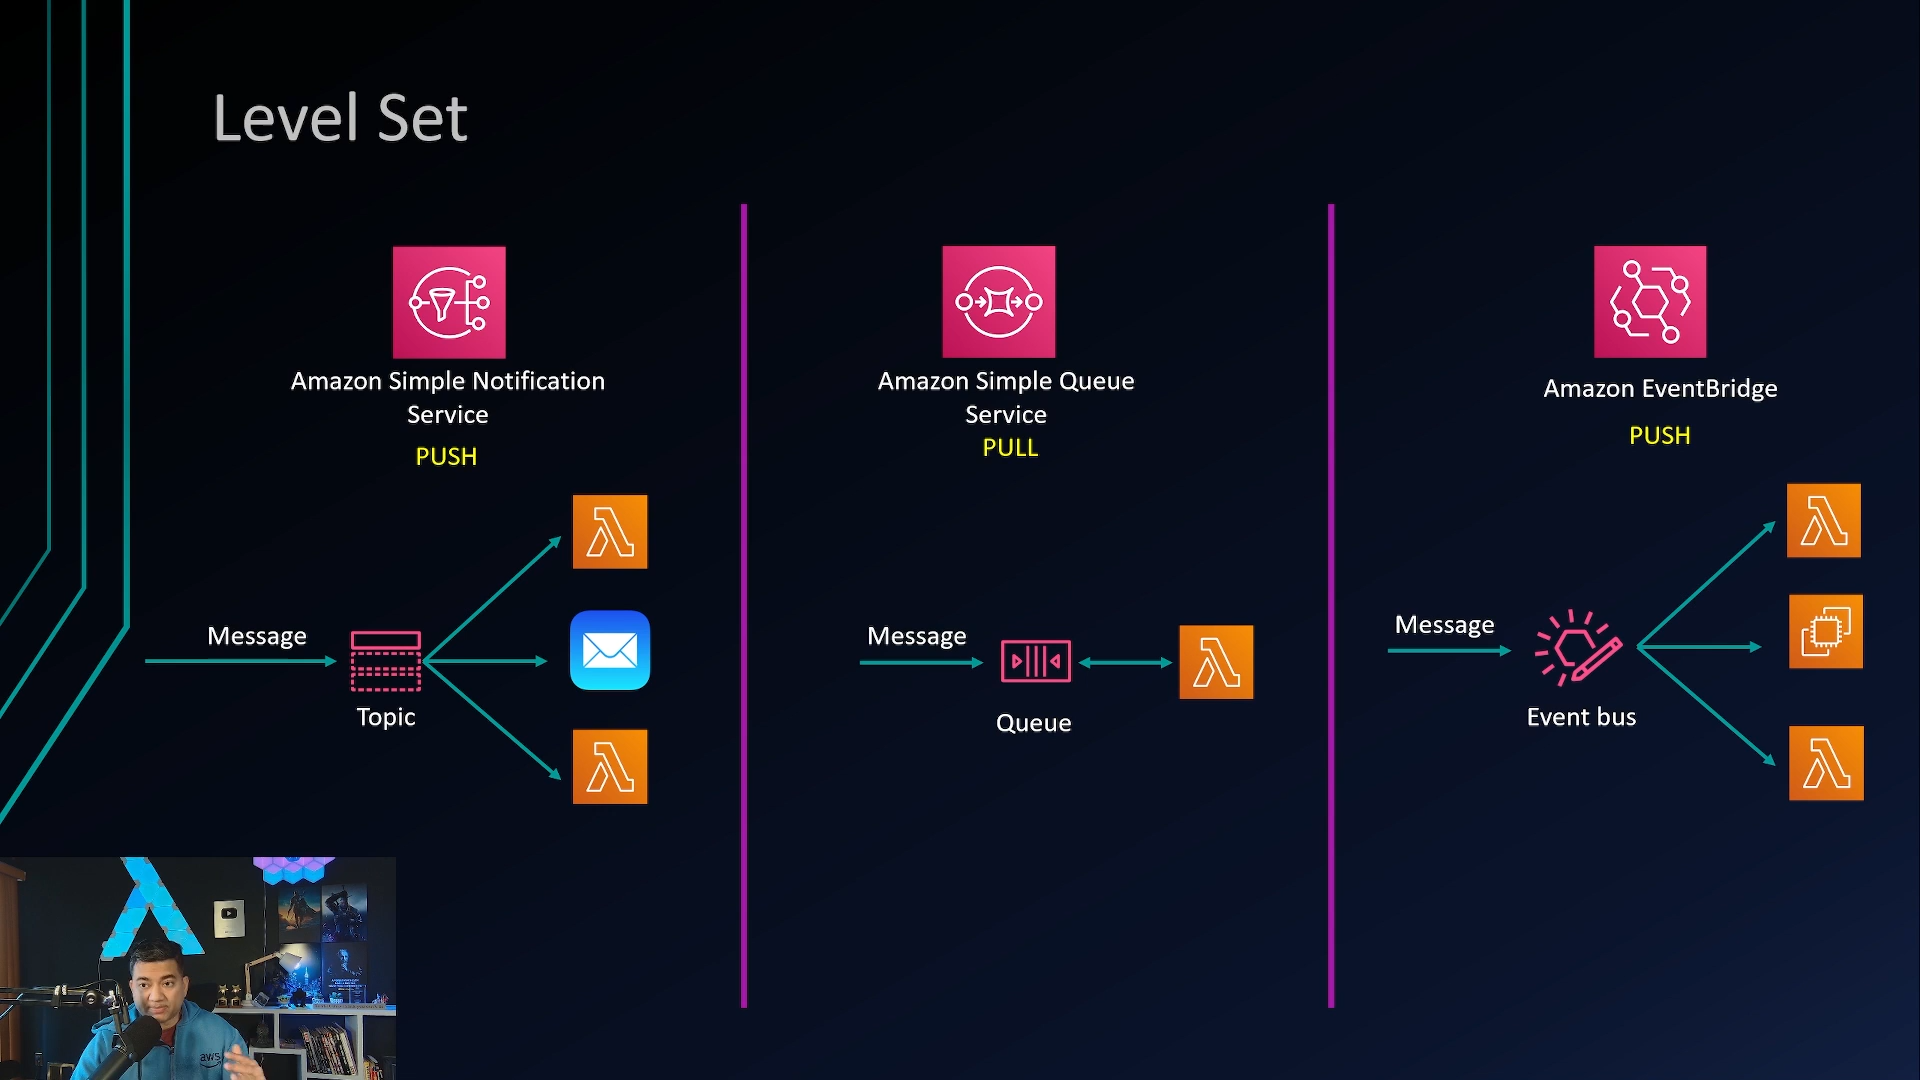 Level Set
Amazon Simple Notification
Service
PUSH
Message
Topic
Amazon Simple Queue
Service
PULL
Message
Queue
Amazon EventBridge
PUSH
Message
Event bus
aws